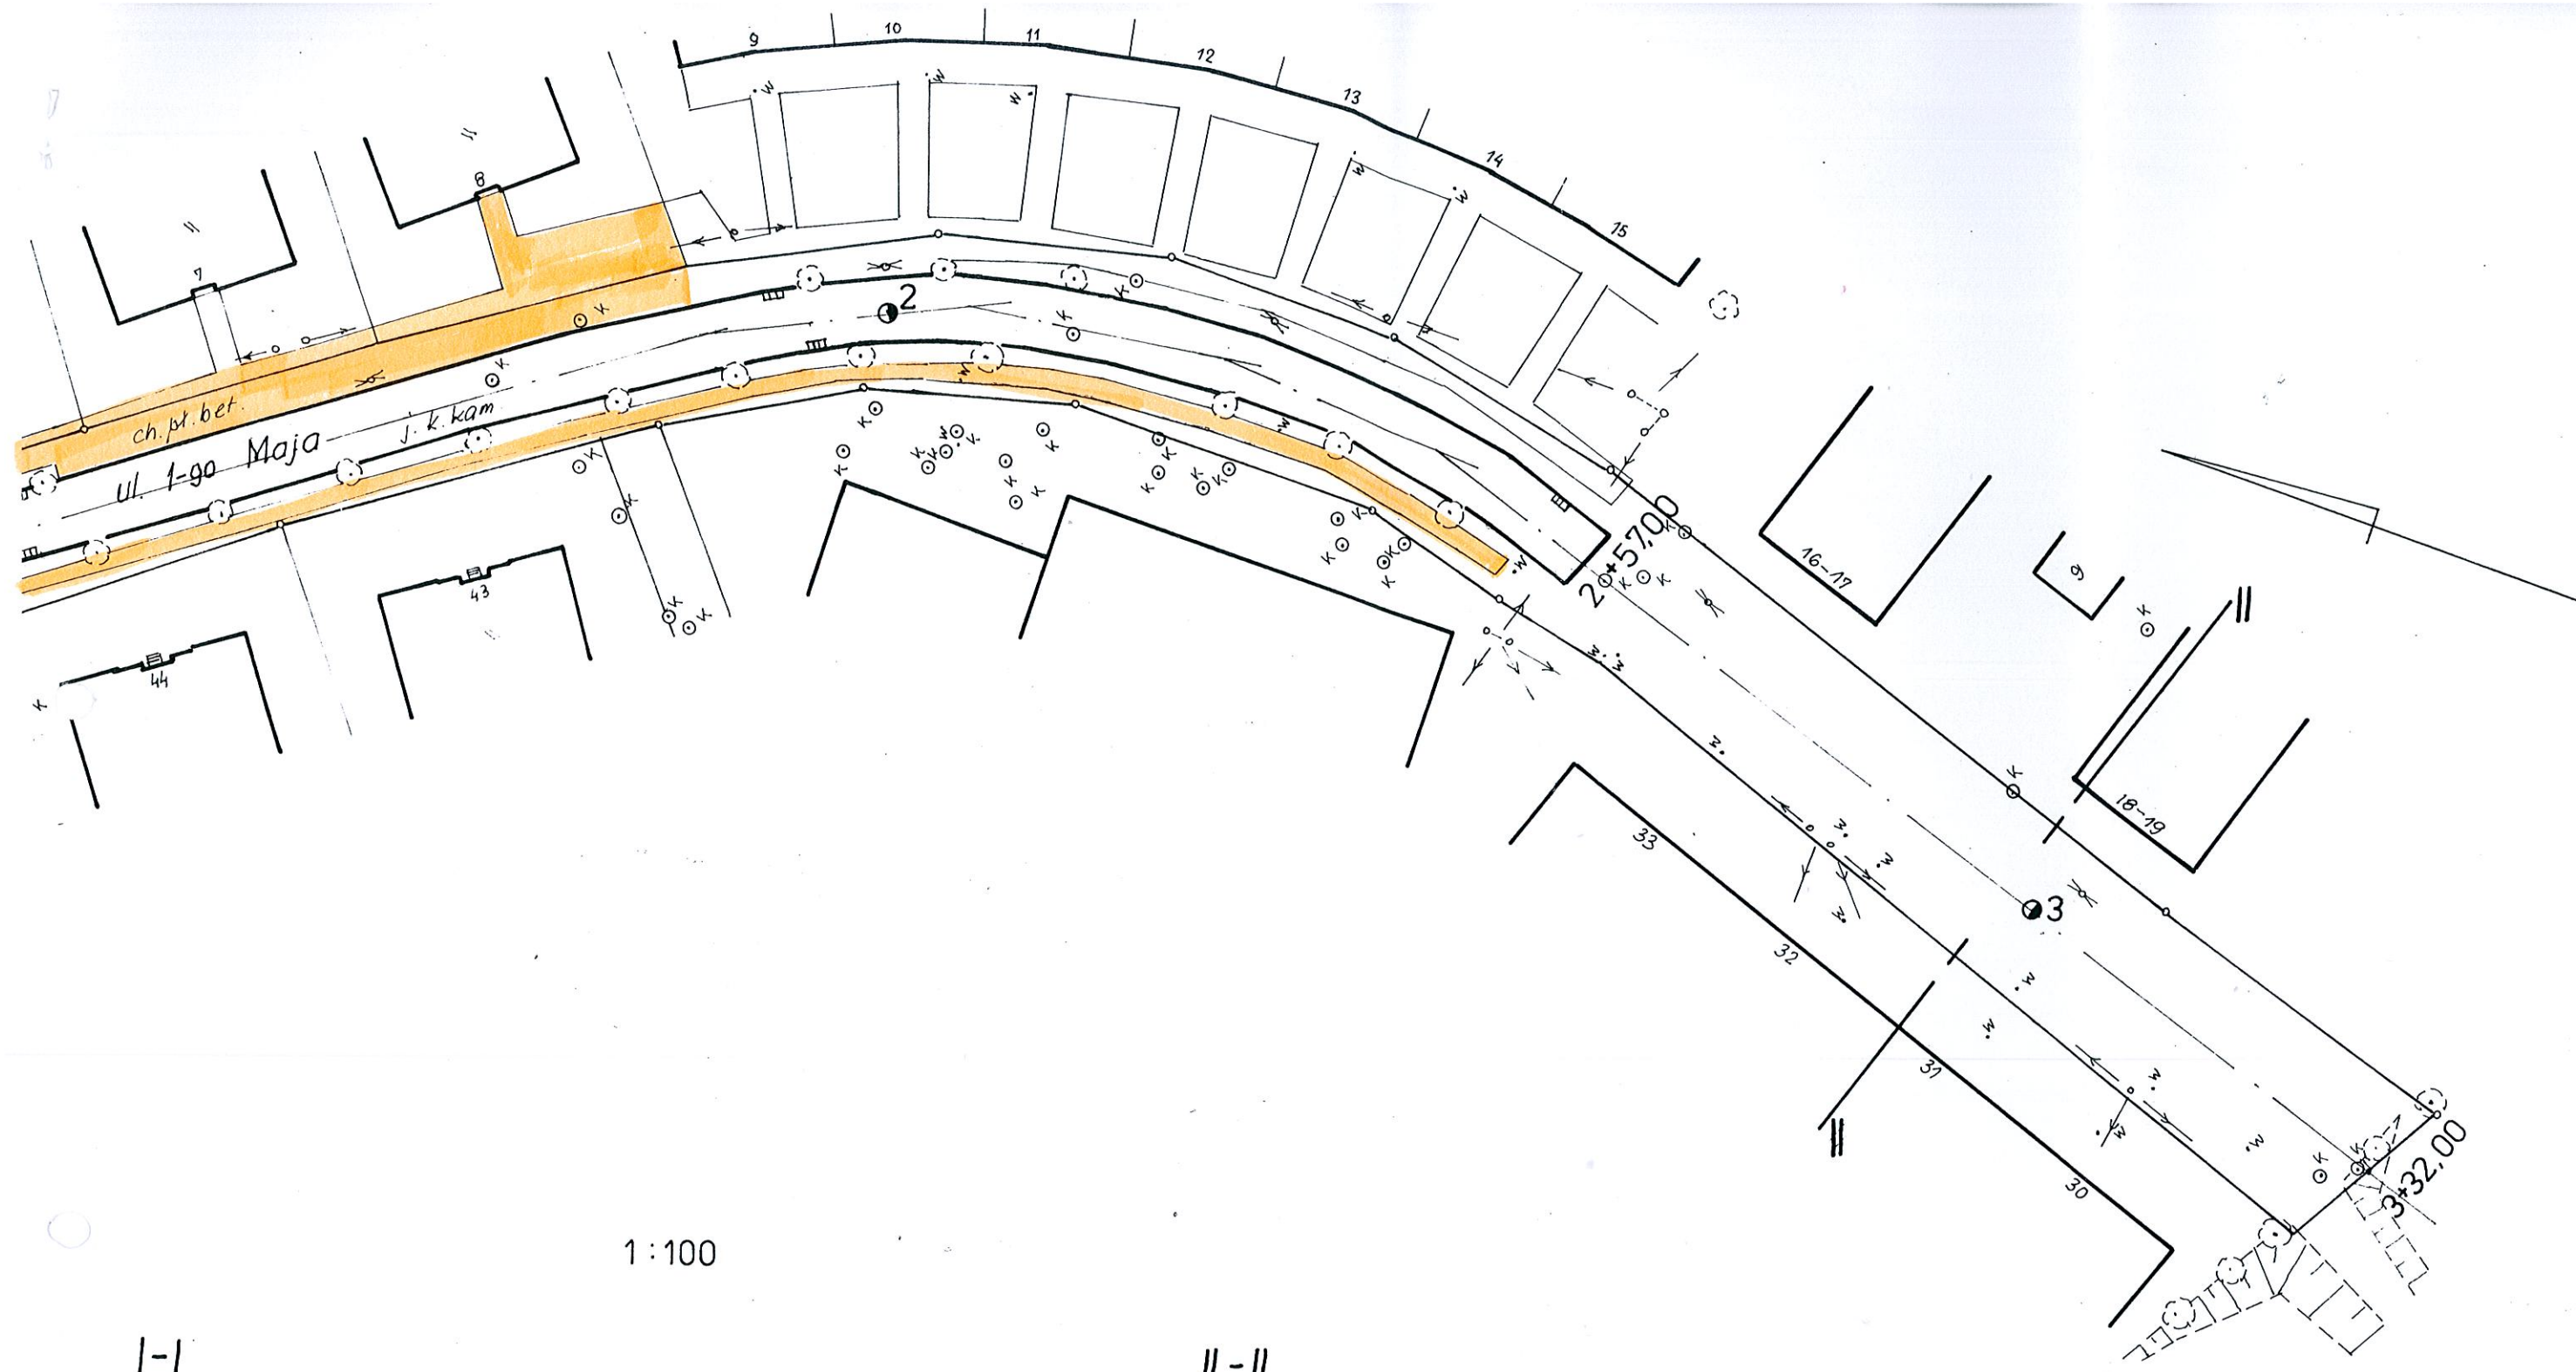 9
10
11
12
13
14
15
8
7
2
ch. pł. bet.
ul. 1-go Maja
j. k. kam
K
K
K
K
W
W
W
W
W
2+57,00
16-17
9
K
II
43
44
K
18-19
33
3
32
31
II
30
3+32,00
1:100
I-I
II-II